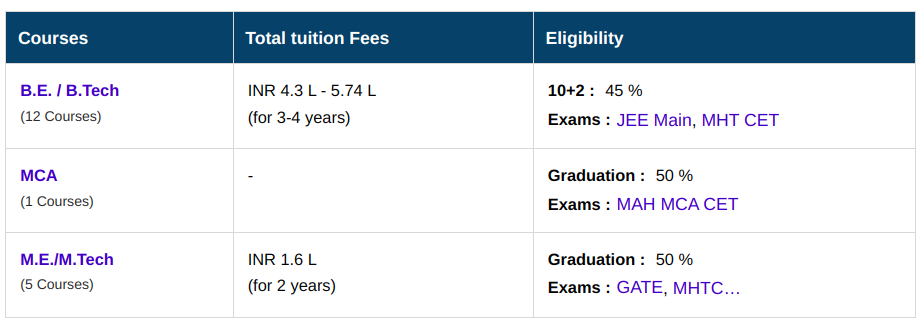 Courses Total tuition Fees Eligibility
B.E. / B.Tech INR 4.3 L - 5.74 L 10+2 : 45 %
(12 Courses) (for 3-4 years) Exams : JEE Main, MHT CET
MCA - Graduation : 50 %
(1 Courses) Exams : MAH MCA CET
M.E./M.Tech INR 1.6 L Graduation : 50 %
(5 Courses) (for 2 years) Exams : GATE, MHTC...